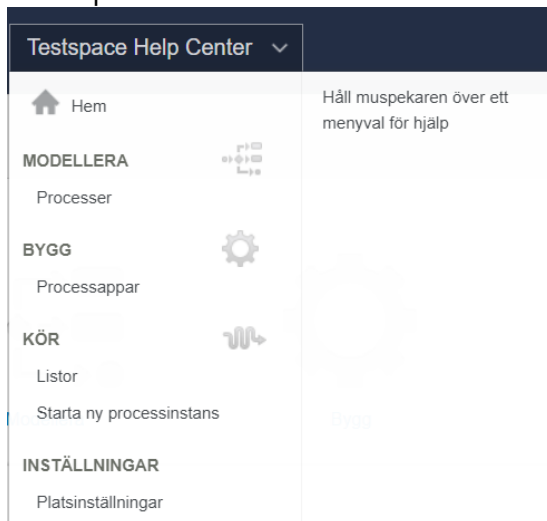 Testspace Help Center
Hem
Håll muspekaren över ett
menyval för hjälp
MODELLERA
Processer
BYGG
Processappar
KÖR
Listor
Starta ny processinstans
Bygg
INSTÄLLNINGAR
Platsinställningar